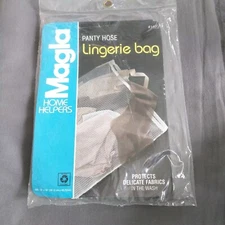 PANTY HOSE
Lingerie bag
Magla
HOME
HELPERS
PROTECTS
DELICATE FABRICS
IN THE WASH